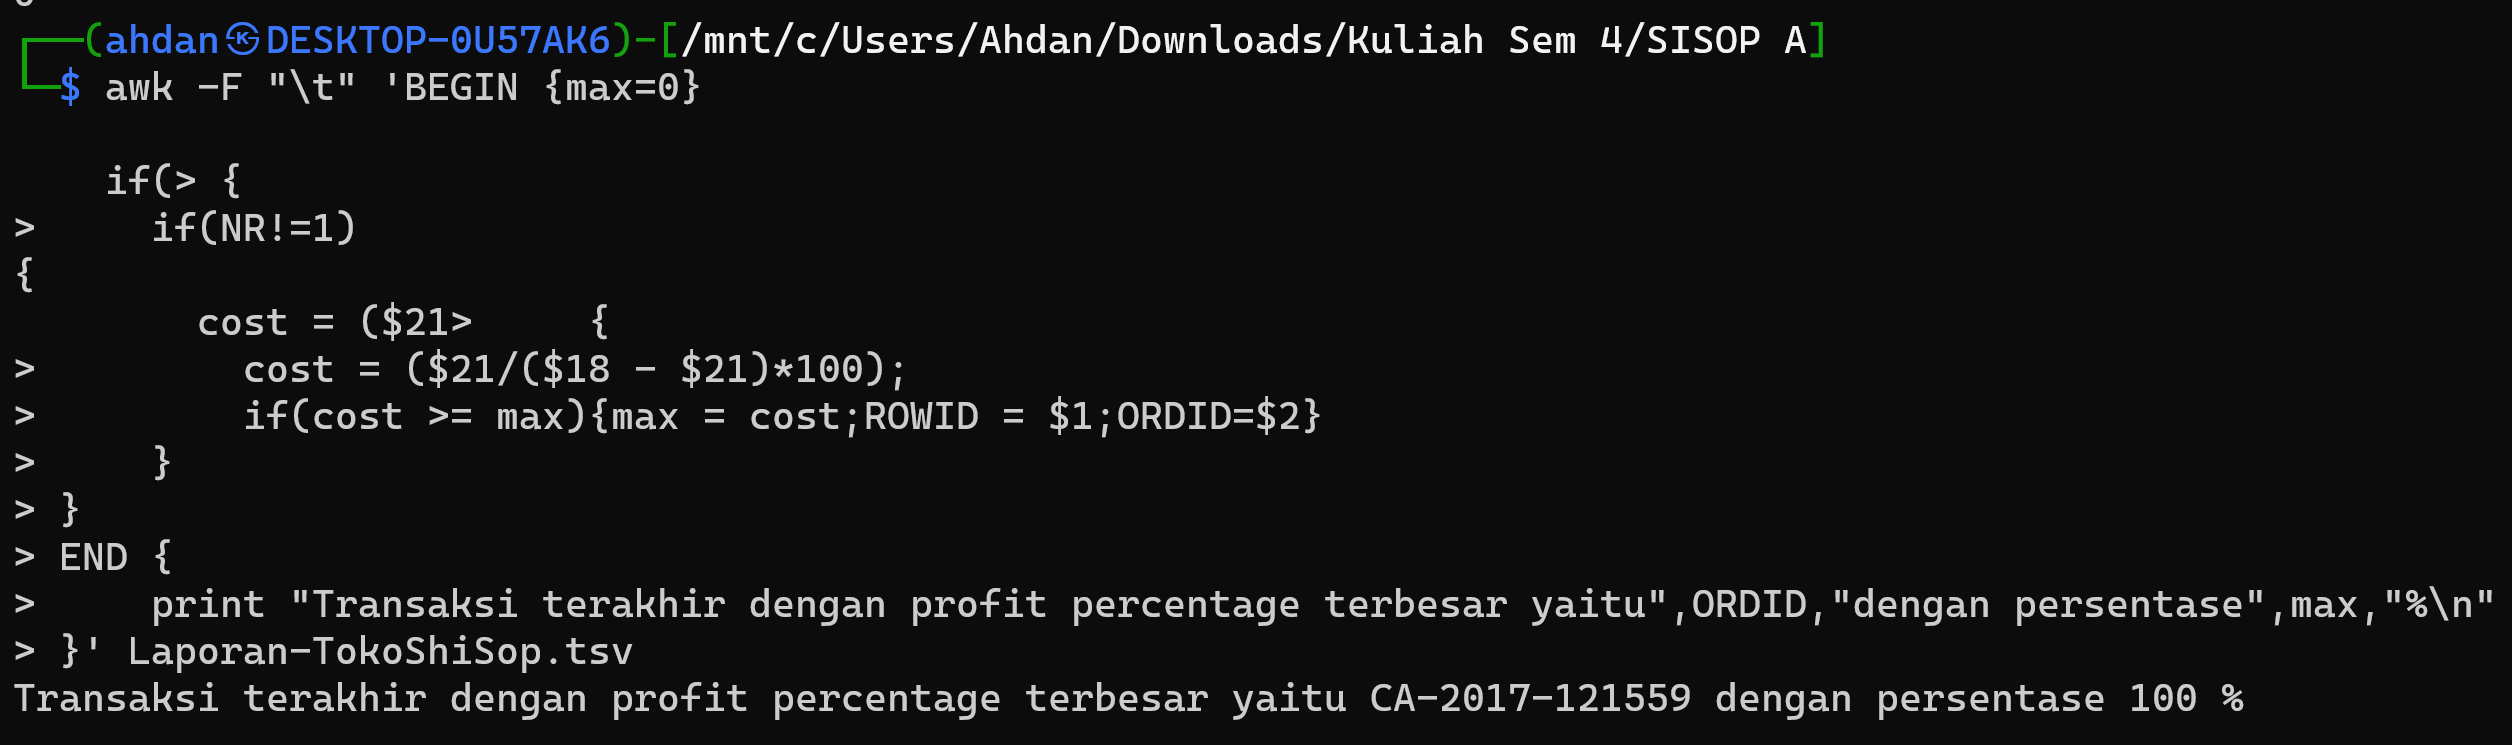 ┌──(ahdan㉿DESKTOP-0U57AK6)-[/mnt/c/Users/Ahdan/Downloads/Kuliah Sem 4/SISOP A]
└─$ awk -F "\t" 'BEGIN {max=0}
if(> {
> if(NR!=1)
{
cost = ($21> {
> cost = ($21/($18 - $21)*100);
> if(cost >= max){max = cost;ROWID = $1;ORDID=$2}
> }
> }
> END {
> print "Transaksi terakhir dengan profit percentage terbesar yaitu",ORDID,"dengan persentase",max,"%\n"
> }' Laporan-TokoShiSop.tsv
Transaksi terakhir dengan profit percentage terbesar yaitu CA-2017-121559 dengan persentase 100 %